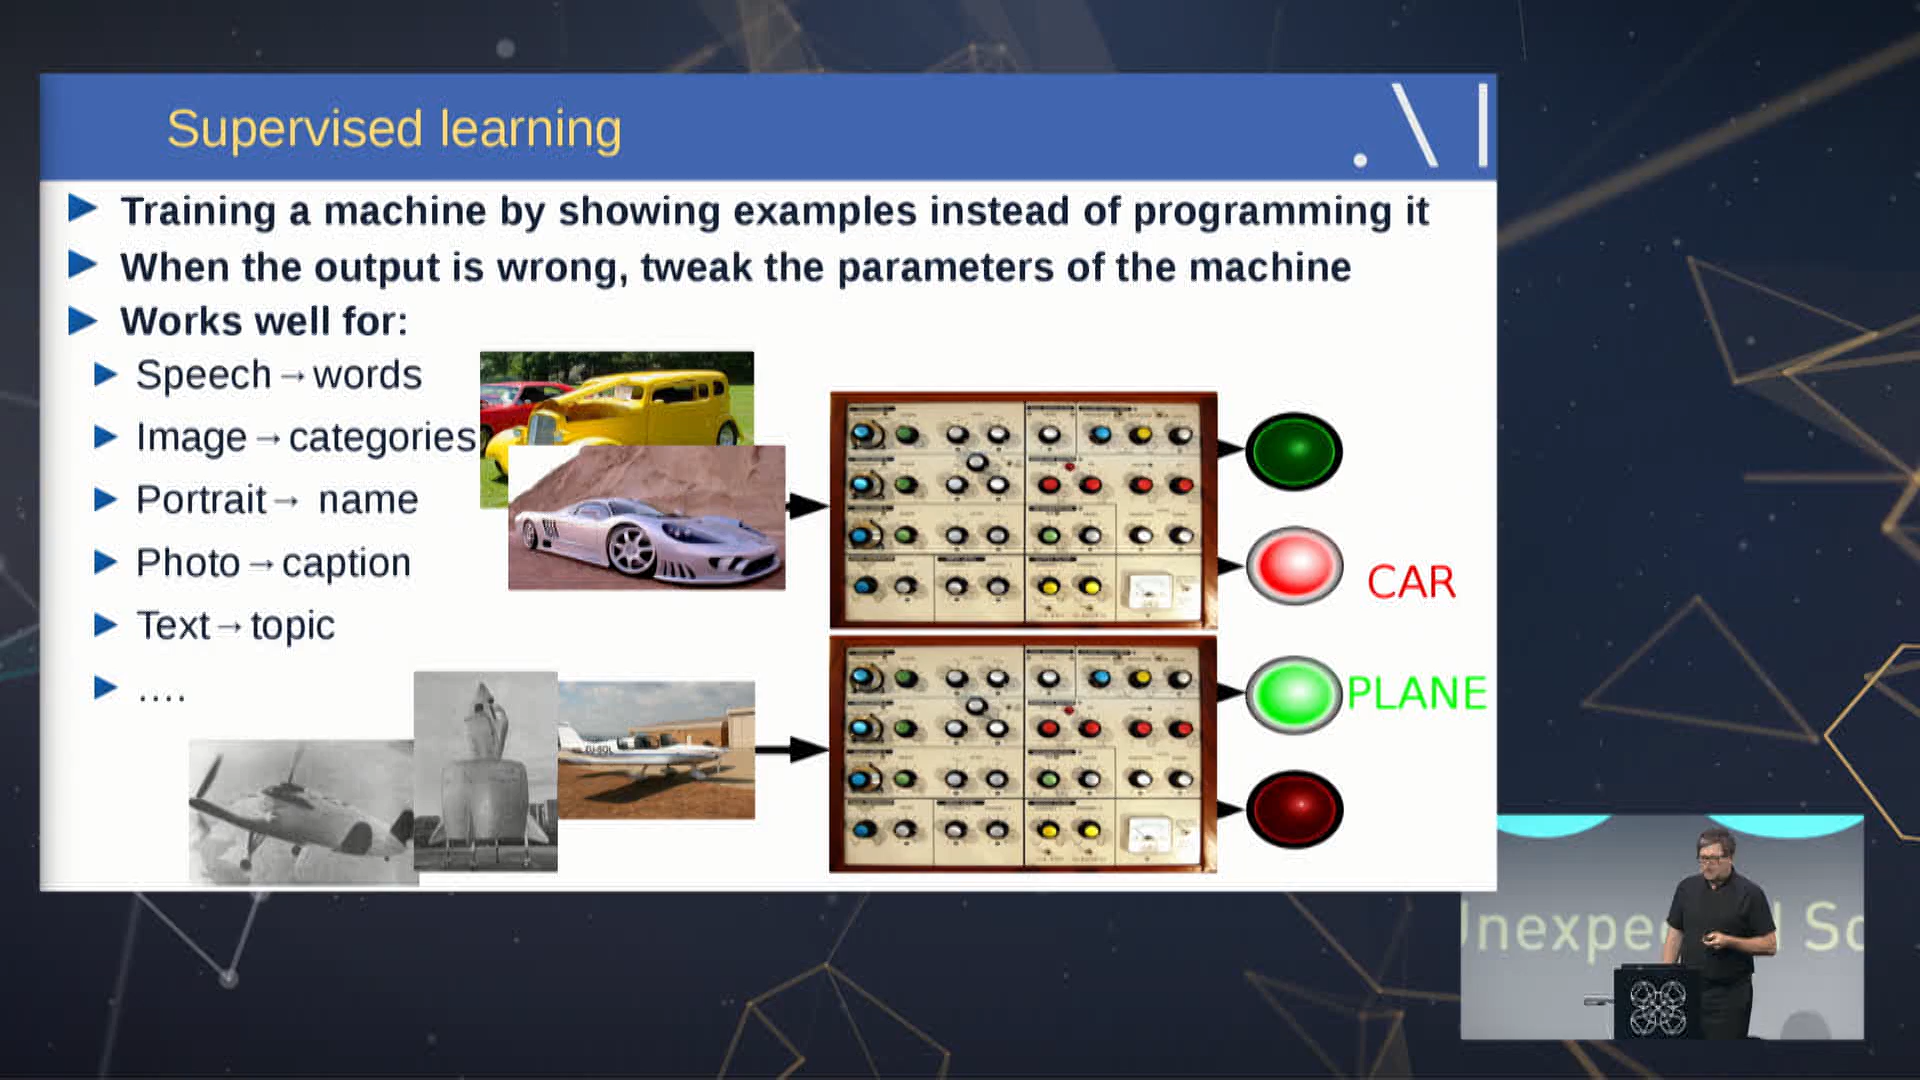 Supervised learning
Training a machine by showing examples instead of programming it
When the output is wrong, tweak the parameters of the machine
Works well for:
Speech→words
Image→categories
Portrait→ name
Photo→caption
Text→topic
....
CAR
PLANE